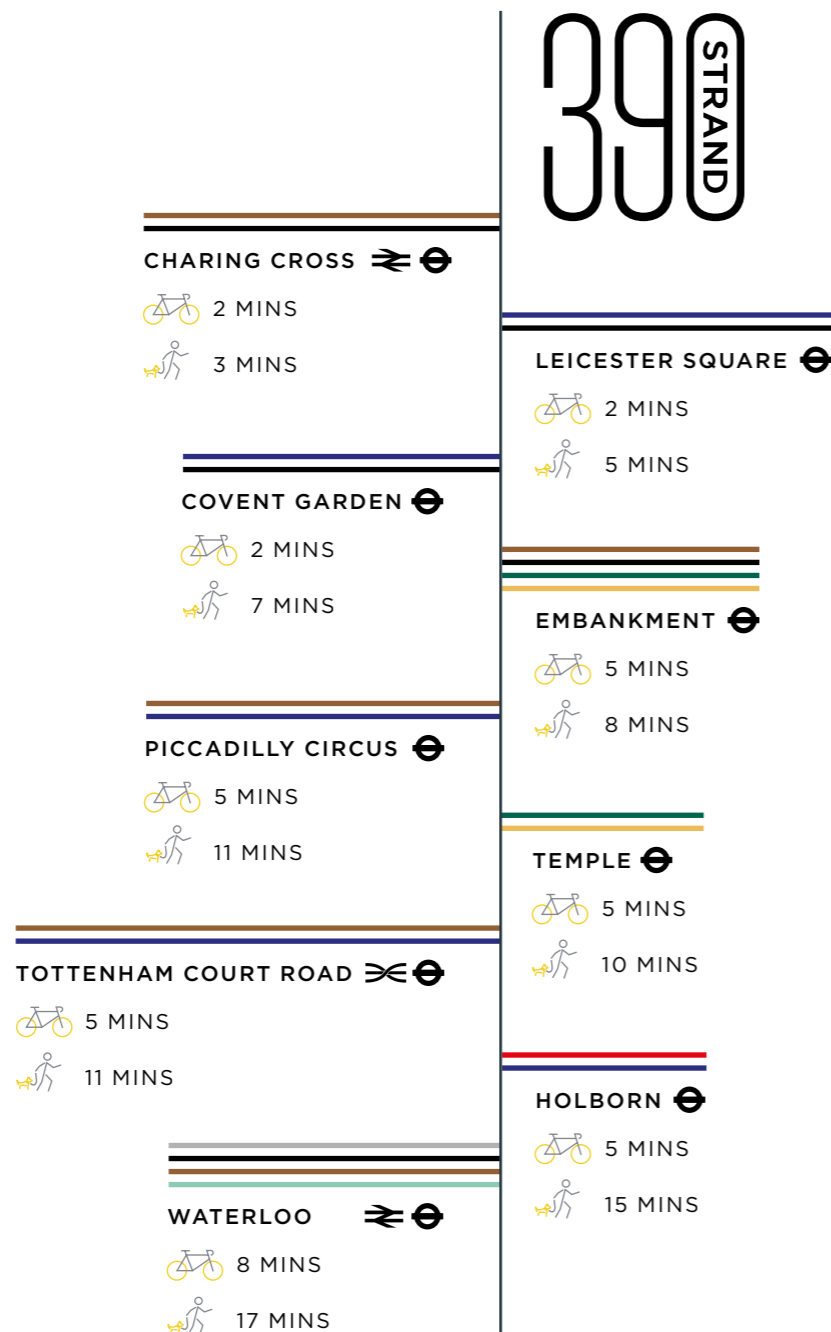 390
STRAND
CHARING CROSS
2 MINS
3 MINS
LEICESTER SQUARE
2 MINS
5 MINS
COVENT GARDEN
2 MINS
7 MINS
EMBANKMENT
5 MINS
8 MINS
PICCADILLY CIRCUS
5 MINS
11 MINS
TEMPLE
5 MINS
10 MINS
TOTTENHAM COURT ROAD
5 MINS
11 MINS
HOLBORN
5 MINS
15 MINS
WATERLOO
8 MINS
17 MINS